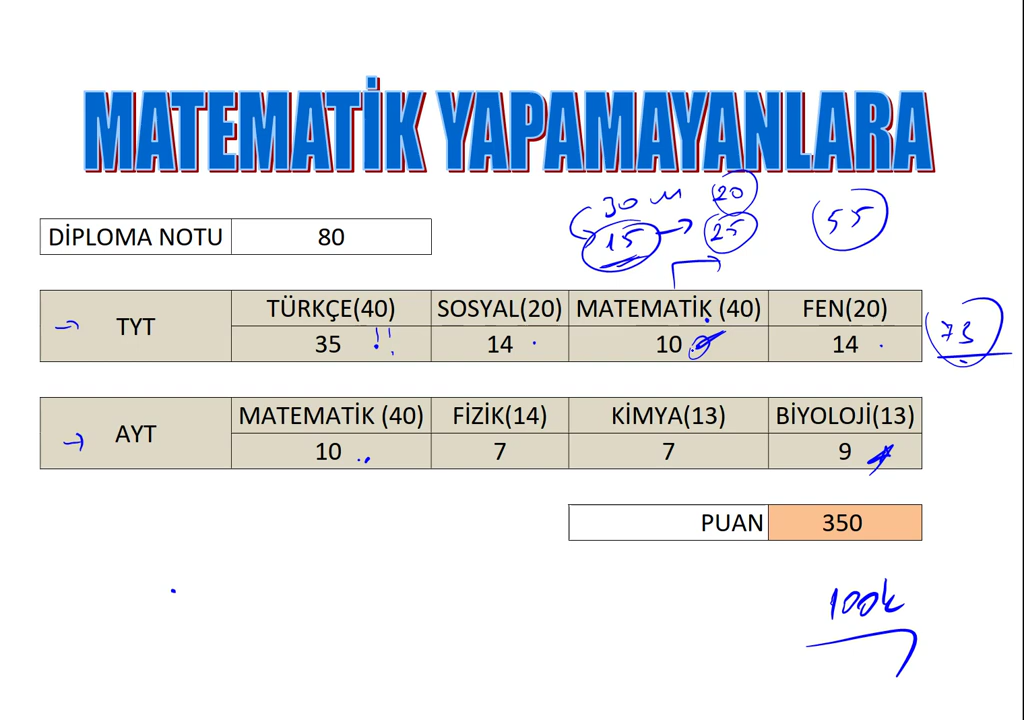 MATEMATİK YAPAMAYANLARA
30 M 20
15 25 55
DİPLOMA NOTU 80
TYT TÜRKÇE(40) SOSYAL(20) MATEMATİK (40) FEN(20)
35 !! 14 10 14 73
AYT MATEMATİK (40) FİZİK(14) KİMYA(13) BİYOLOJİ(13)
10 7 7 9
PUAN 350
100k